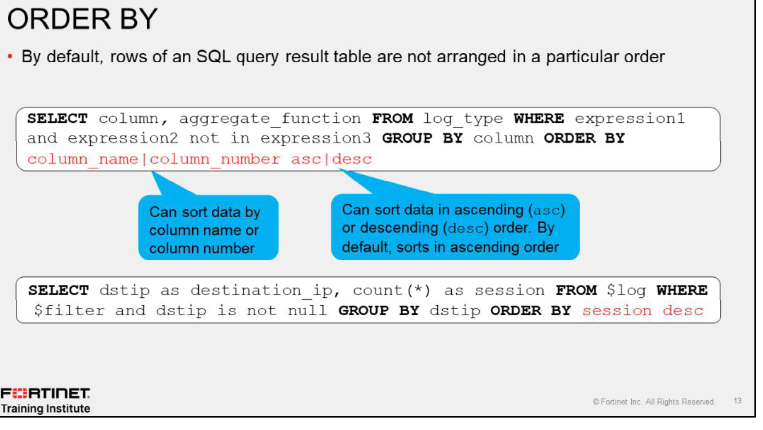 ORDER BY
• By default, rows of an SQL query result table are not arranged in a particular order
SELECT column, aggregate_function FROM log_type WHERE expression1
and expression2 not in expression3 GROUP BY column ORDER BY
column_name|column_number asc|desc
Can sort data by
column name or
column number
Can sort data in ascending (asc)
or descending (desc) order. By
default, sorts in ascending order
SELECT dstip as destination_ip, count(*) as session FROM $log WHERE
$filter and dstip is not null GROUP BY dstip ORDER BY session desc
FORTINET
Training Institute
© Fortinet Inc. All Rights Reserved.
13